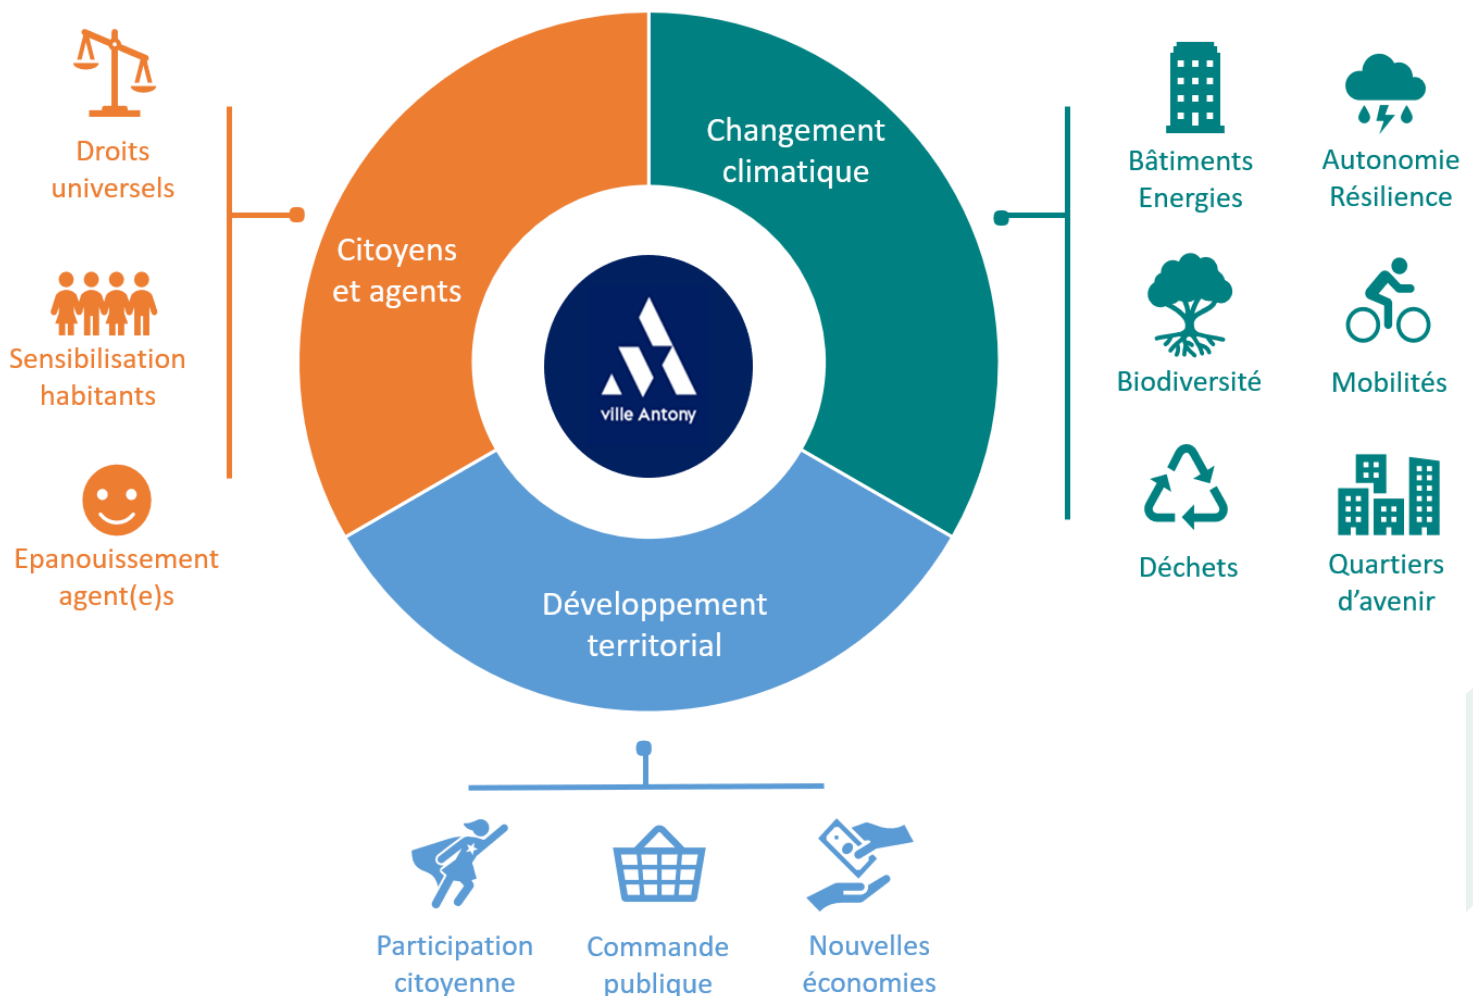 Droits
universels
Sensibilisation
habitants
Epanouissement
agent(e)s
Citoyens
et agents
Changement
climatique
ville Antony
Développement
territorial
Bâtiments
Energies
Autonomie
Résilience
Biodiversité
Mobilités
Déchets
Quartiers
d’avenir
Participation
citoyenne
Commande
publique
Nouvelles
économies